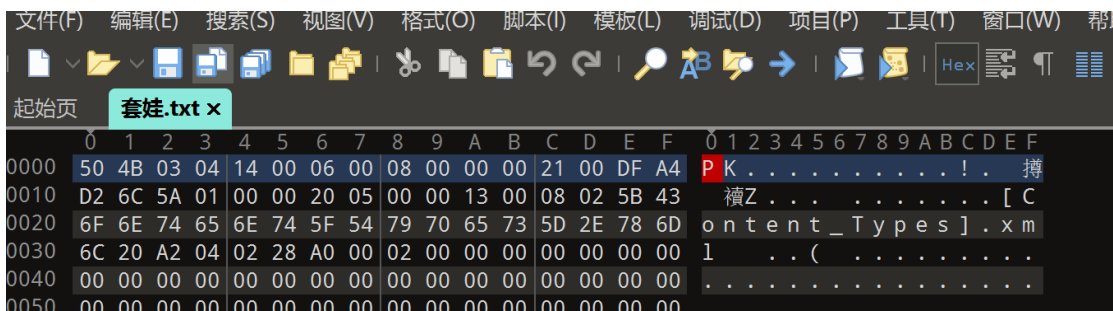 文件(F) 编辑(E) 搜索(S) 视图(V) 格式(O) 脚本(I) 模板(L) 调试(D) 项目(P) 工具(T) 窗口(W) 帮
Hex
起始页 套娃.txt ×
0 1 2 3 4 5 6 7 8 9 A B C D E F 0 1 2 3 4 5 6 7 8 9 A B C D E F
0000 50 4B 03 04 14 00 06 00 08 00 00 00 21 00 DF A4 P K . . . . . . . . . . ! . 撙
0010 D2 6C 5A 01 00 00 20 05 00 00 13 00 08 02 5B 43 襩Z . . . . . . . . . . [ C
0020 6F 6E 74 65 6E 74 5F 54 79 70 65 73 5D 2E 78 6D o n t e n t _ T y p e s ] . x m
0030 6C 20 A2 04 02 28 A0 00 02 00 00 00 00 00 00 00 l . . ( . . . . . . . . .
0040 00 00 00 00 00 00 00 00 00 00 00 00 00 00 00 00 . . . . . . . . . . . . . . . .
0050 00 00 00 00 00 00 00 00 00 00 00 00 00 00 00 00